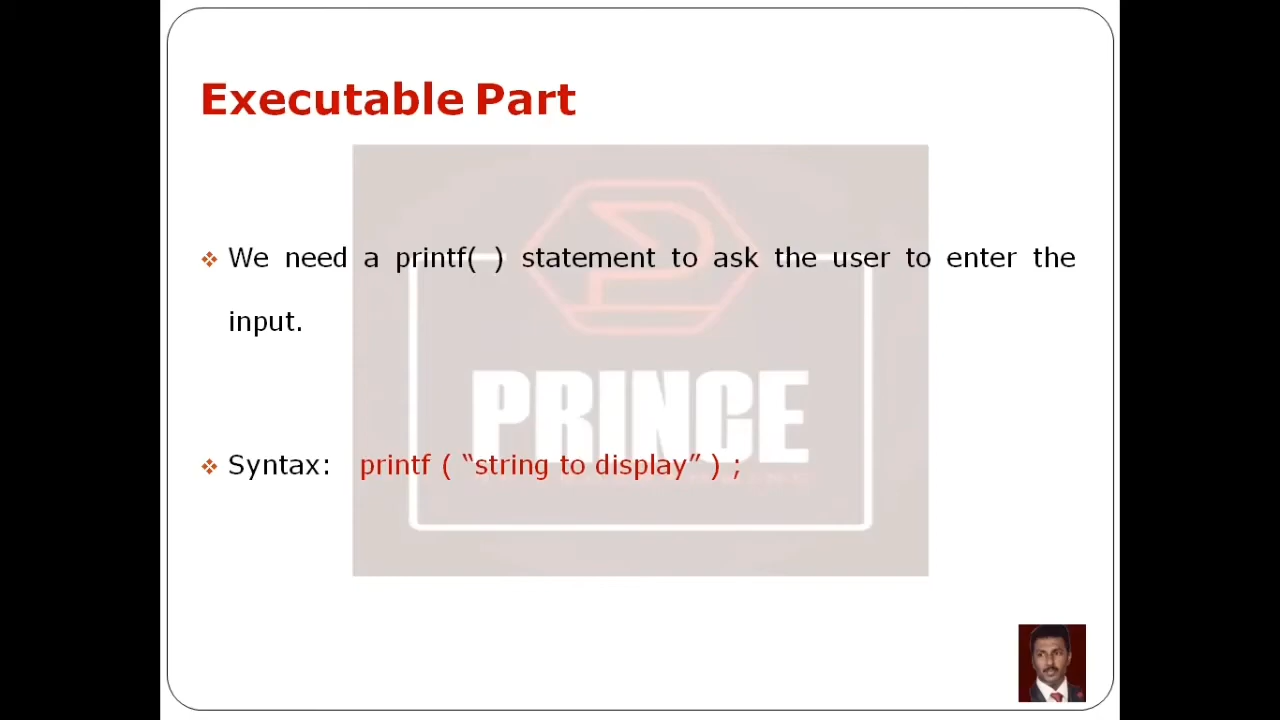 Executable Part
We need a printf( ) statement to ask the user to enter the
input.
PRINCE
Syntax: printf ( “string to display” ) ;